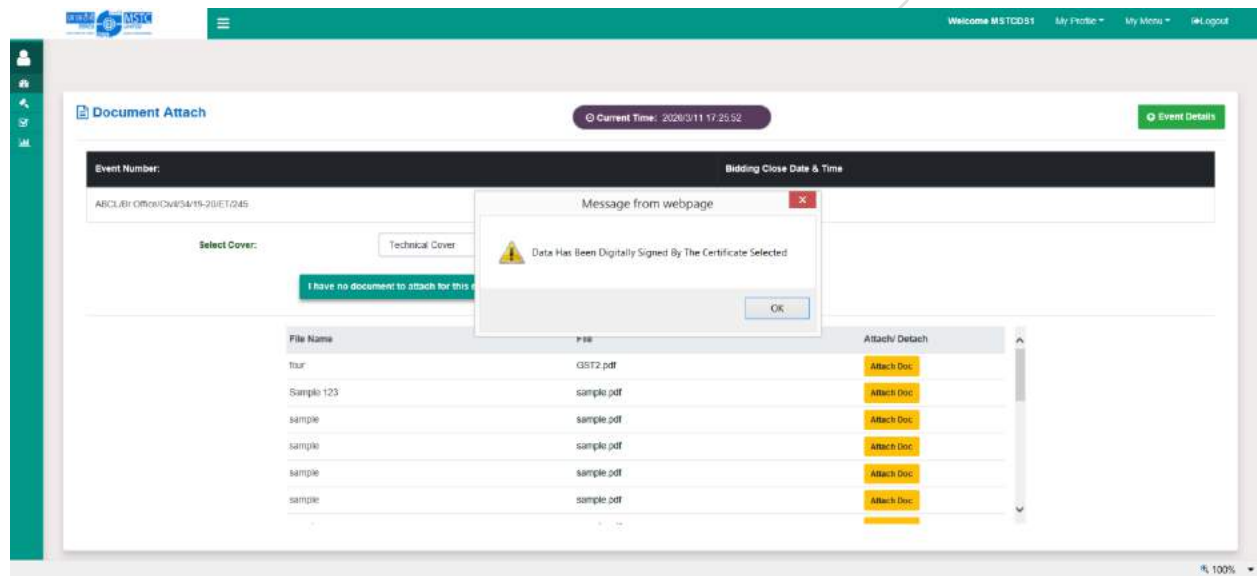 MSTC
Welcome MSTCDS1 My Profile My Menu Logout
Document Attach
Current Time: 2020/3/11 17:25:52
Event Details
Event Number: Bidding Close Date & Time
ABCL/Br Office/Civil/34/19-20/ET/245
Message from webpage
Select Cover: Technical Cover
Data Has Been Digitally Signed By The Certificate Selected
I have no document to attach for this
OK
File Name File Attach/ Detach
four GST2.pdf Attach Doc
Sample 123 sample.pdf Attach Doc
sample sample.pdf Attach Doc
sample sample.pdf Attach Doc
sample sample.pdf Attach Doc
sample sample.pdf Attach Doc
100%